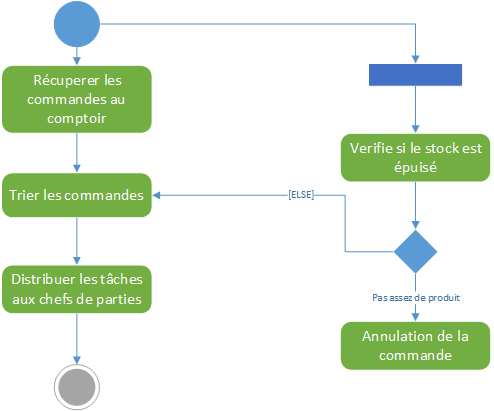 Récuperer les
commandes au
comptoir
Trier les commandes
Distribuer les tâches
aux chefs de parties
Verifie si le stock est
épuisé
[ELSE]
Pas assez de produit
Annulation de la
commande